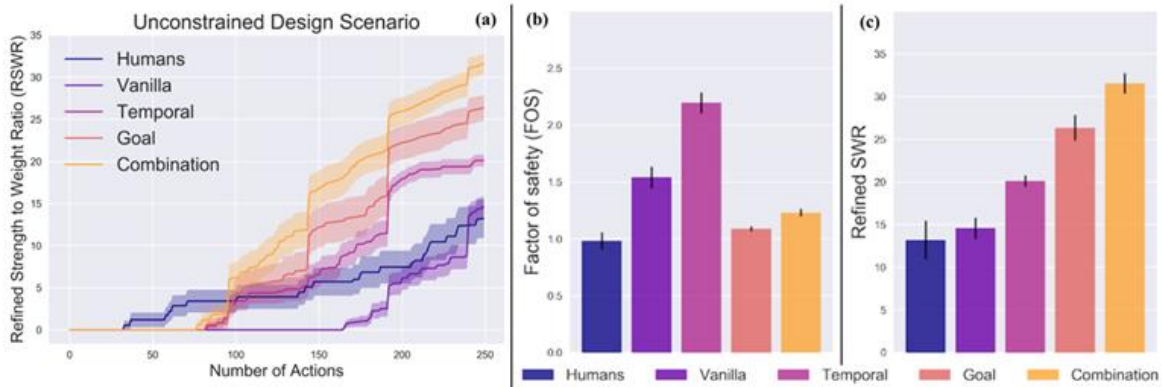 Unconstrained Design Scenario
(a)
Refined Strength to Weight Ratio (RSWR)
35
30
25
20
15
10
5
0
Humans
Vanilla
Temporal
Goal
Combination
0
50
100
150
200
250
Number of Actions
(b)
Factor of safety (FOS)
2.5
2.0
1.5
1.0
0.5
0.0
(c)
Refined SWR
35
30
25
20
15
10
5
0
Humans
Vanilla
Temporal
Goal
Combination